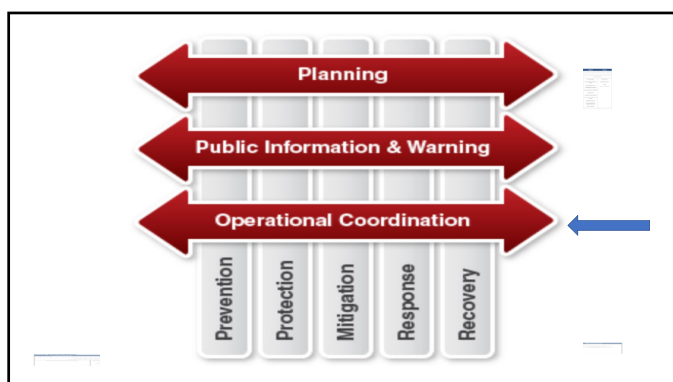 Planning
Public Information & Warning
Operational Coordination
Prevention
Protection
Mitigation
Response
Recovery